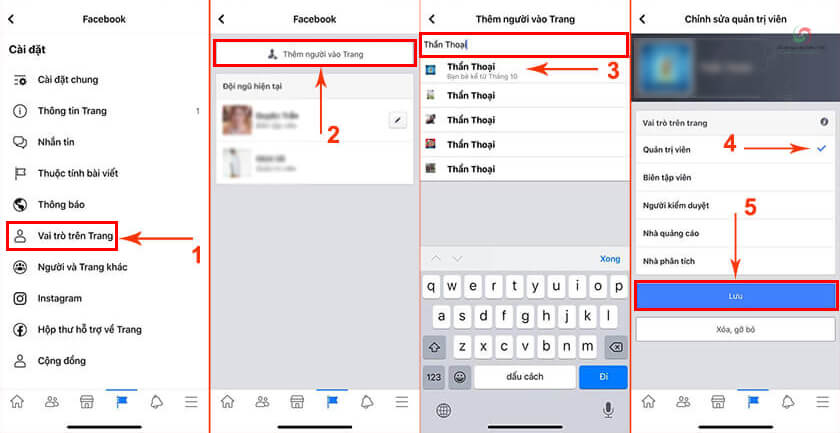 Facebook
Cài đặt
Cài đặt chung
Thông tin Trang
1
Nhắn tin
Thuộc tính bài viết
Thông báo
Vai trò trên Trang
1
Người và Trang khác
Instagram
Hộp thư hỗ trợ về Trang
Cộng đồng
Facebook
Thêm người vào Trang
Đội ngũ hiện tại
2
Thêm người vào Trang
Thần Thoại
Thần Thoại
Bạn bè kể từ Tháng 10
3
Thần Thoại
Thần Thoại
Thần Thoại
Thần Thoại
Xong
q w e r t y u i o p
a s d f g h j k l
z x c v b n m
123
dấu cách
Đi
Chỉnh sửa quản trị viên
Vai trò trên trang
Quản trị viên
4
Biên tập viên
Người kiểm duyệt
5
Nhà quảng cáo
Nhà phân tích
Lưu
Xóa, gỡ bỏ